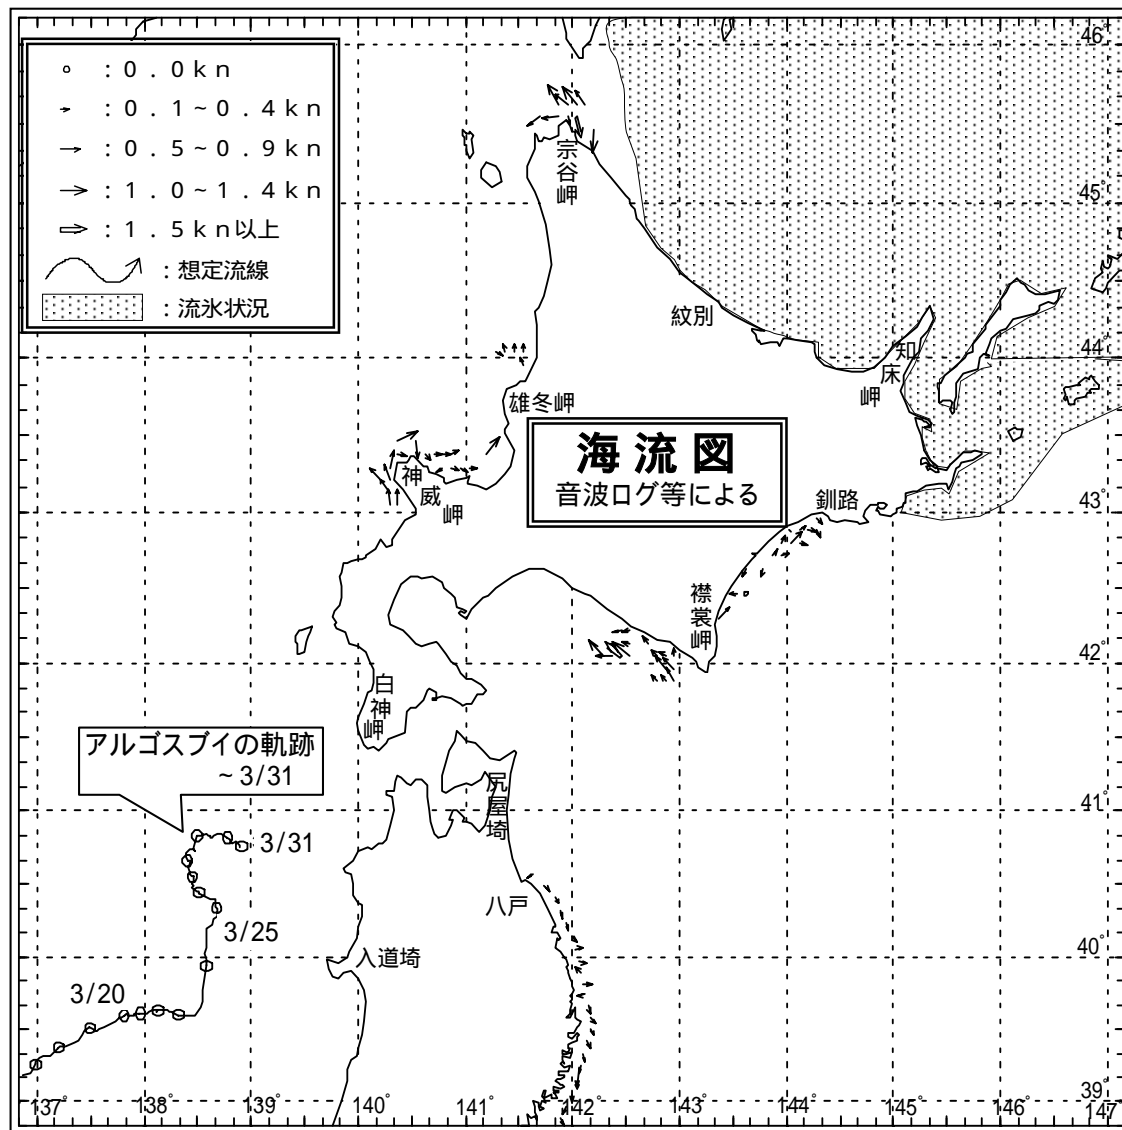 ：0．0ｋｎ
：0．1～0．4ｋｎ
：0．5～0．9ｋｎ
：1．0～1．4ｋｎ
：1．5ｋｎ以上
：想定流線
：流氷状況
海流図
音波ログ等による
宗谷岬
紋別
知床岬
雄冬岬
神威岬
釧路
襟裳岬
白神岬
アルゴスブイの軌跡
～3/31
尻屋埼
3/31
八戸
3/25
入道埼
3/20
46°
45°
44°
43°
42°
41°
40°
39°
137°
138°
139°
140°
141°
142°
143°
144°
145°
146°
147°